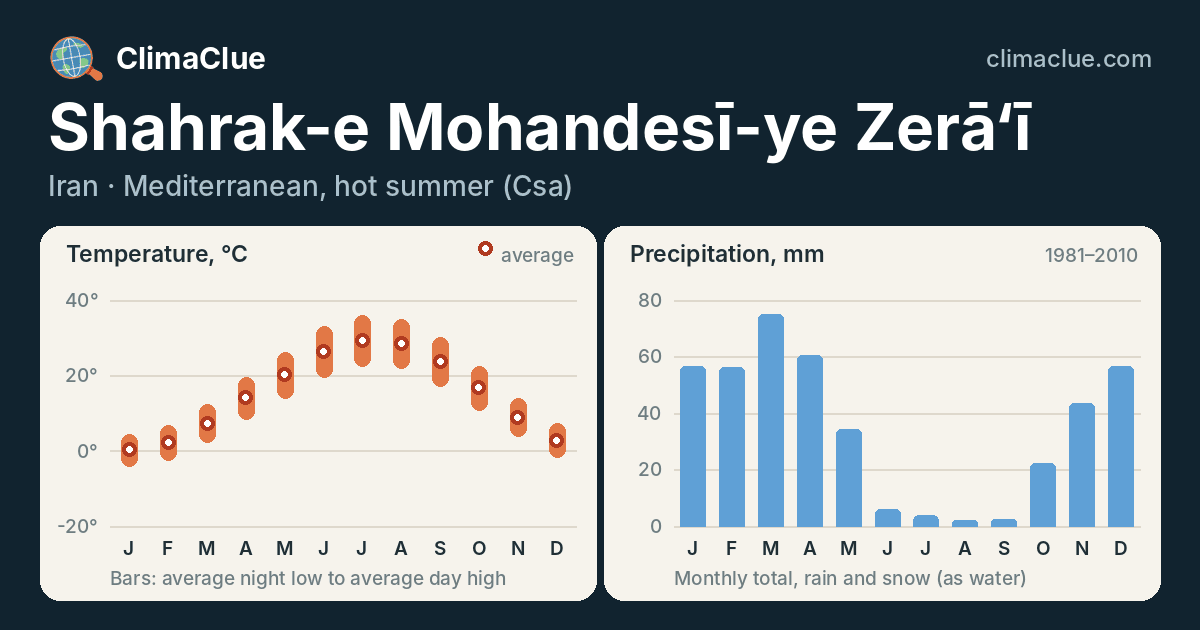 ClimaClue
climaclue.com
Shahrak-e Mohandesī-ye Zerā‘ī
Iran · Mediterranean, hot summer (Csa)
Temperature, °C
average
40°
20°
0°
-20°
J F M A M J J A S O N D
Bars: average night low to average day high
Precipitation, mm
1981–2010
80
60
40
20
0
J F M A M J J A S O N D
Monthly total, rain and snow (as water)